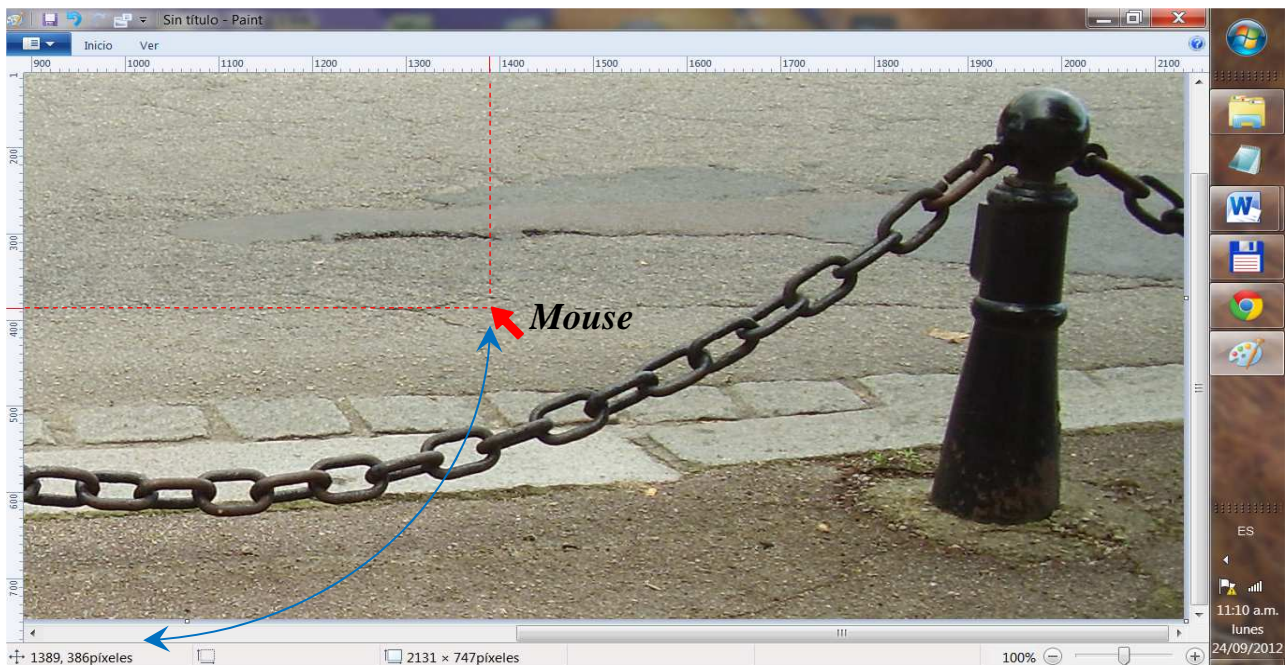 Sin título - Paint
Inicio Ver
900 1000 1100 1200 1300 1400 1500 1600 1700 1800 1900 2000 2100
1
200
300
400
500
600
700
Mouse
W
ES
11:10 a.m.
lunes
24/09/2012
1389, 386píxeles 2131 × 747píxeles 100%